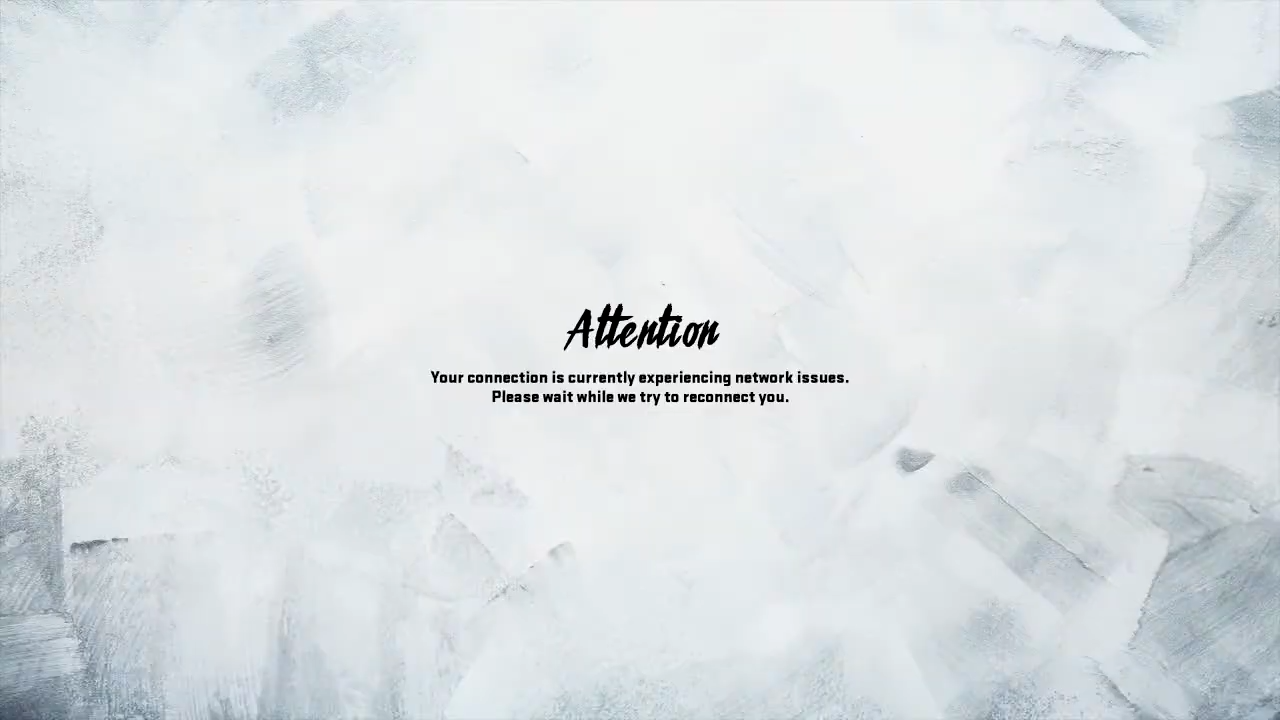 Attention
Your connection is currently experiencing network issues.
Please wait while we try to reconnect you.